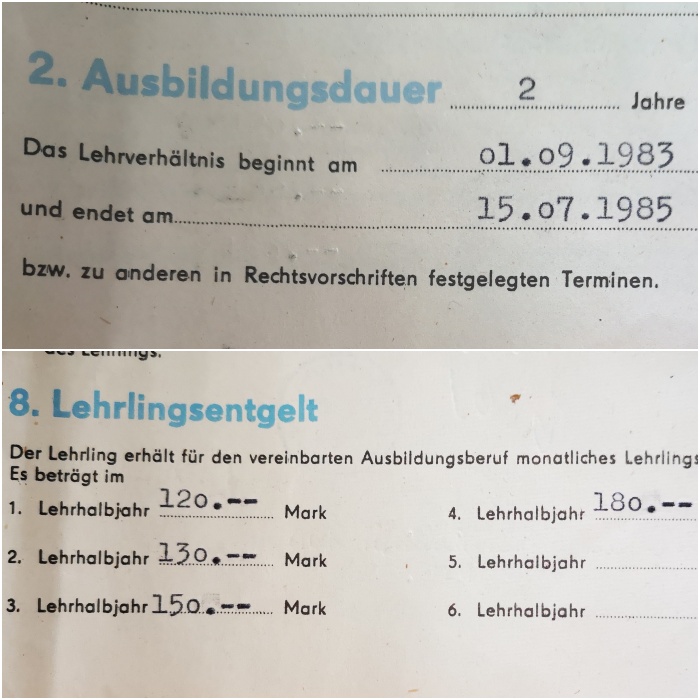 2. Ausbildungsdauer 2 Jahre
Das Lehrverhältnis beginnt am 01.09.1983
und endet am 15.07.1985
bzw. zu anderen in Rechtsvorschriften festgelegten Terminen.
des Lehrlings.
8. Lehrlingsentgelt
Der Lehrling erhält für den vereinbarten Ausbildungsberuf monatliches Lehrlings
Es beträgt im
1. Lehrhalbjahr 120.-- Mark 4. Lehrhalbjahr 180.--
2. Lehrhalbjahr 130.-- Mark 5. Lehrhalbjahr
3. Lehrhalbjahr 150.-- Mark 6. Lehrhalbjahr